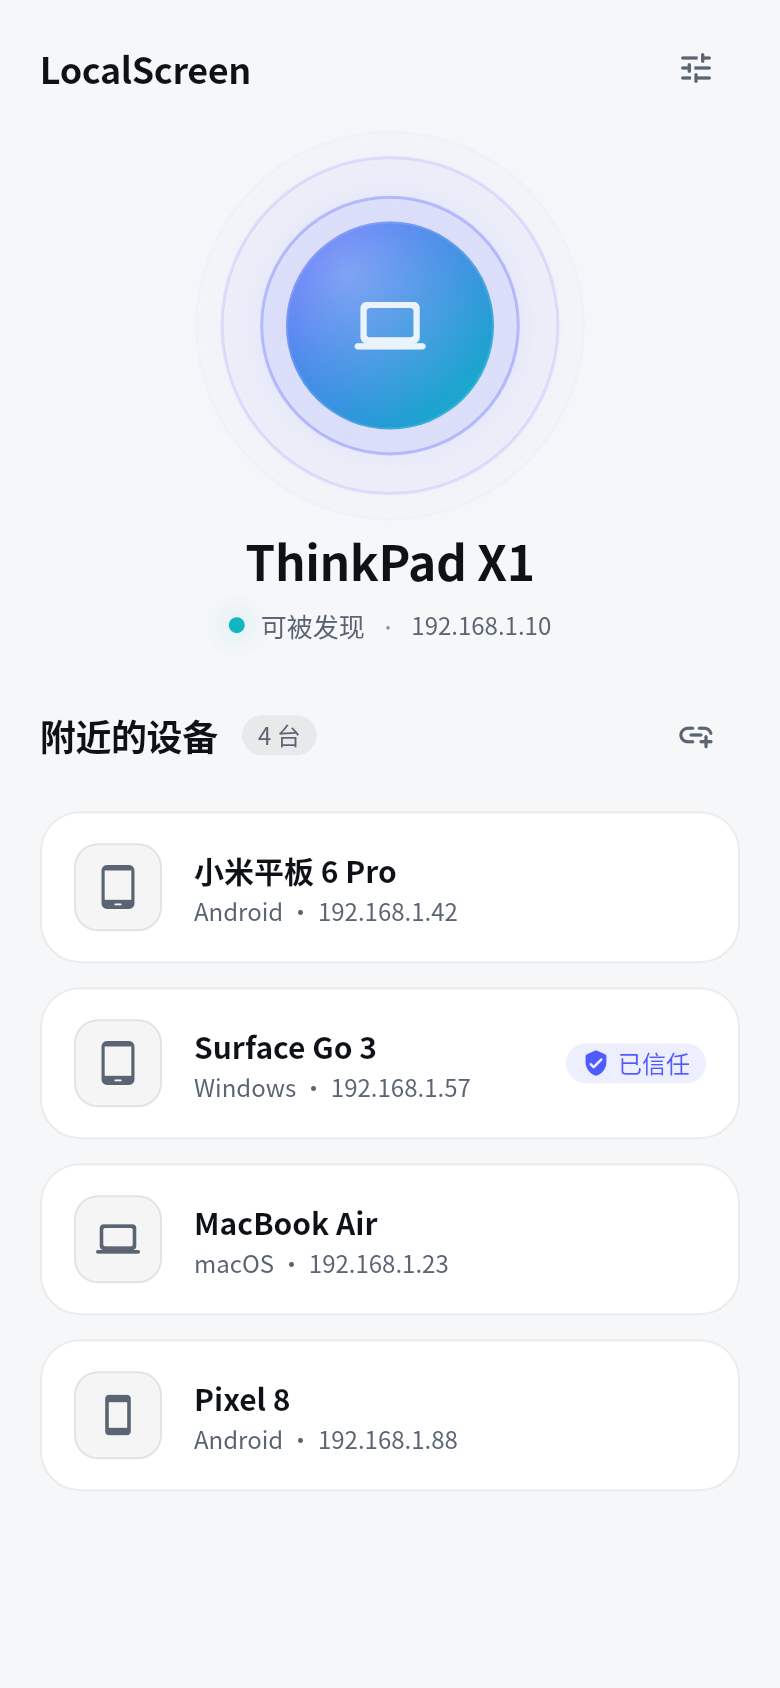 LocalScreen
ThinkPad X1
可被发现 · 192.168.1.10
附近的设备 4 台
小米平板 6 Pro
Android • 192.168.1.42
Surface Go 3
Windows • 192.168.1.57
已信任
MacBook Air
macOS • 192.168.1.23
Pixel 8
Android • 192.168.1.88